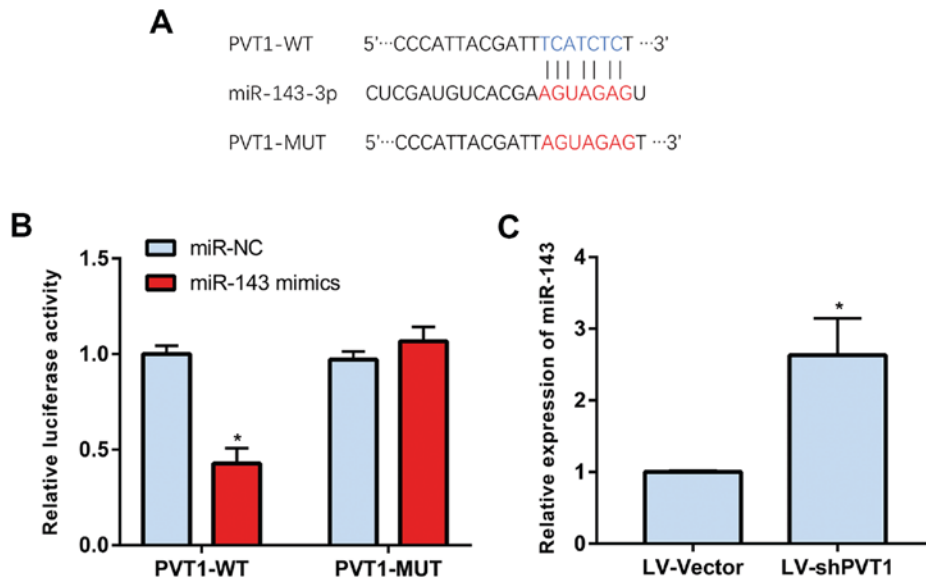 A
PVT1-WT 5'···CCCATTACGATTTCATCTCT ···3'
miR-143-3p CUCGAUGUCACGAAGUAGAGU
PVT1-MUT 5'···CCCATTACGATTAGUAGAGT ···3'
B
miR-NC
miR-143 mimics
Relative luciferase activity
1.5
1.0
0.5
0.0
*
PVT1-WT PVT1-MUT
C
Relative expression of miR-143
4
3
2
1
0
*
LV-Vector LV-shPVT1